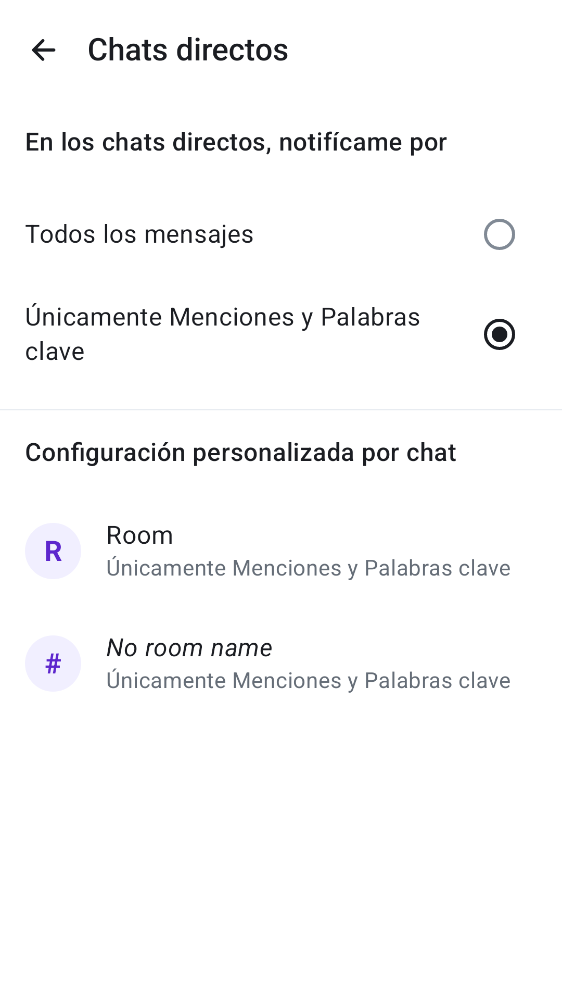 Chats directos
En los chats directos, notifícame por
Todos los mensajes
Únicamente Menciones y Palabras
clave
Configuración personalizada por chat
R
Room
Únicamente Menciones y Palabras clave
#
No room name
Únicamente Menciones y Palabras clave